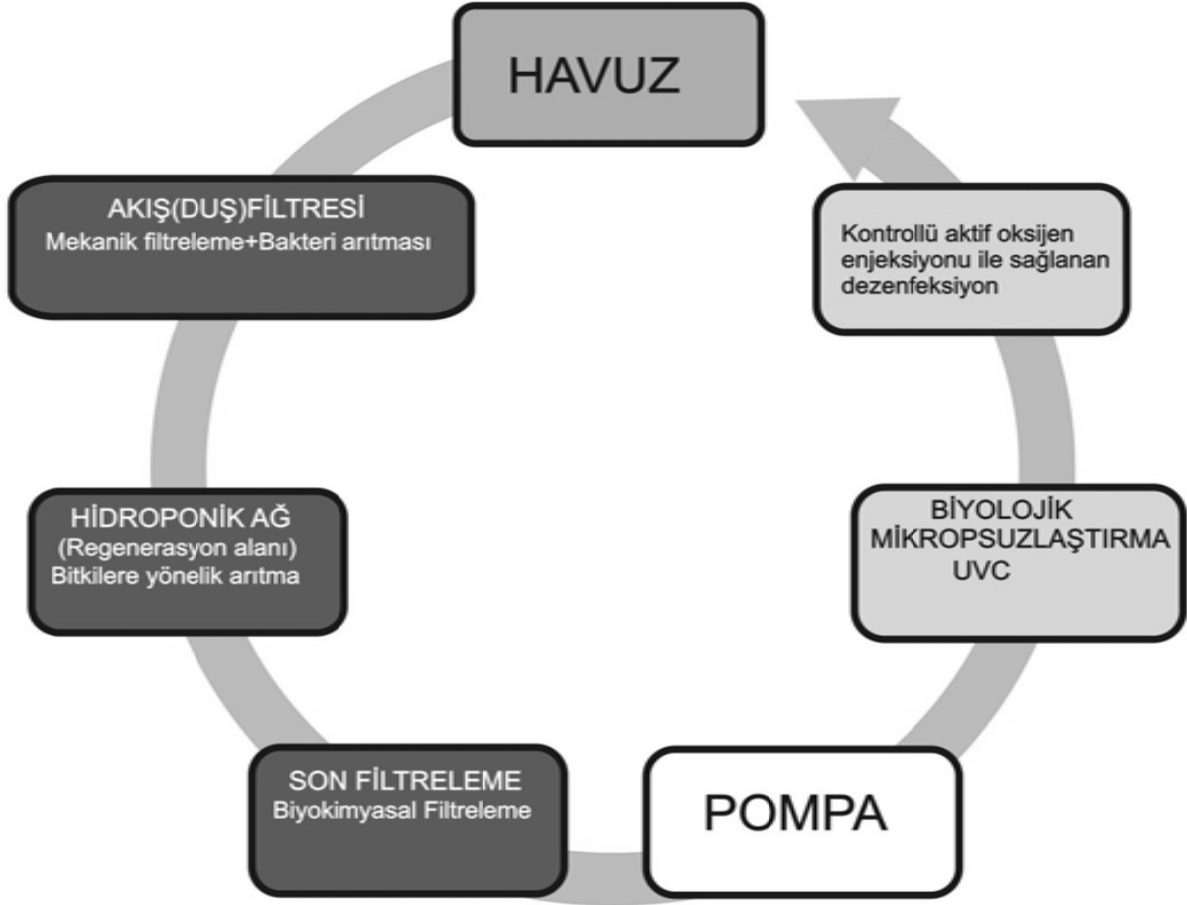 HAVUZ
AKIŞ(DUŞ)FİLTRESİ
Mekanik filtreleme+Bakteri arıtması
Kontrollü aktif oksijen
enjeksiyonu ile sağlanan
dezenfeksiyon
HİDROPONİK AĞ
(Regenerasyon alanı)
Bitkilere yönelik arıtma
BİYOLOJİK
MİKROPSUZLAŞTIRMA
UVC
SON FİLTRELEME
Biyokimyasal Filtreleme
POMPA